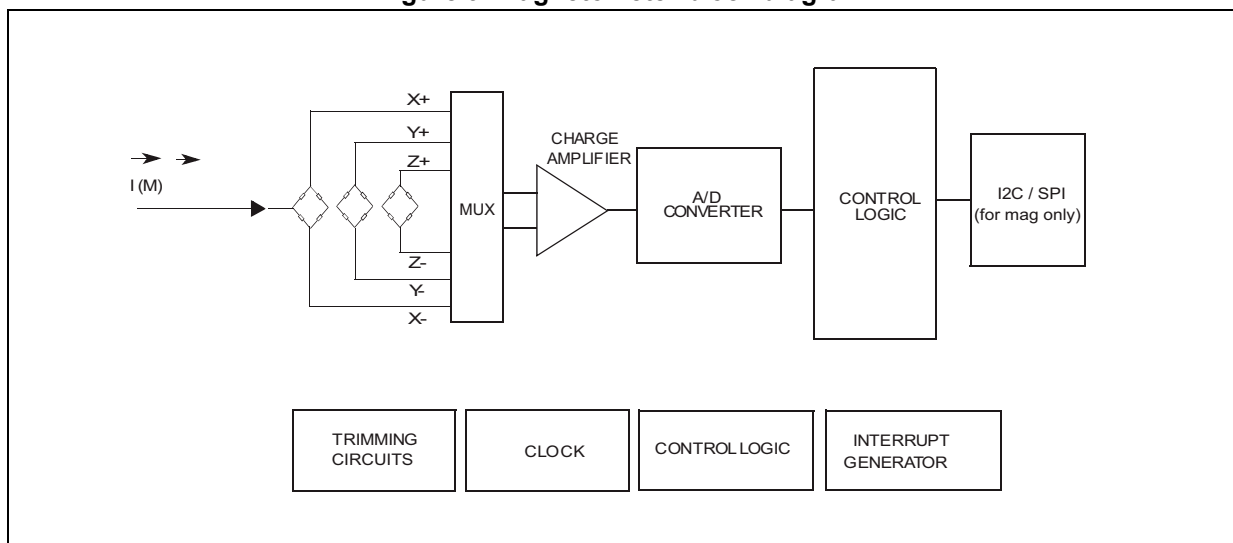 X+
Y+
Z+
I (M)
MUX
Z-
Y-
X-
CHARGE
AMPLIFIER
A/D
CONVERTER
CONTROL
LOGIC
I2C / SPI
(for mag only)
TRIMMING
CIRCUITS
CLOCK
CONTROL LOGIC
INTERRUPT
GENERATOR